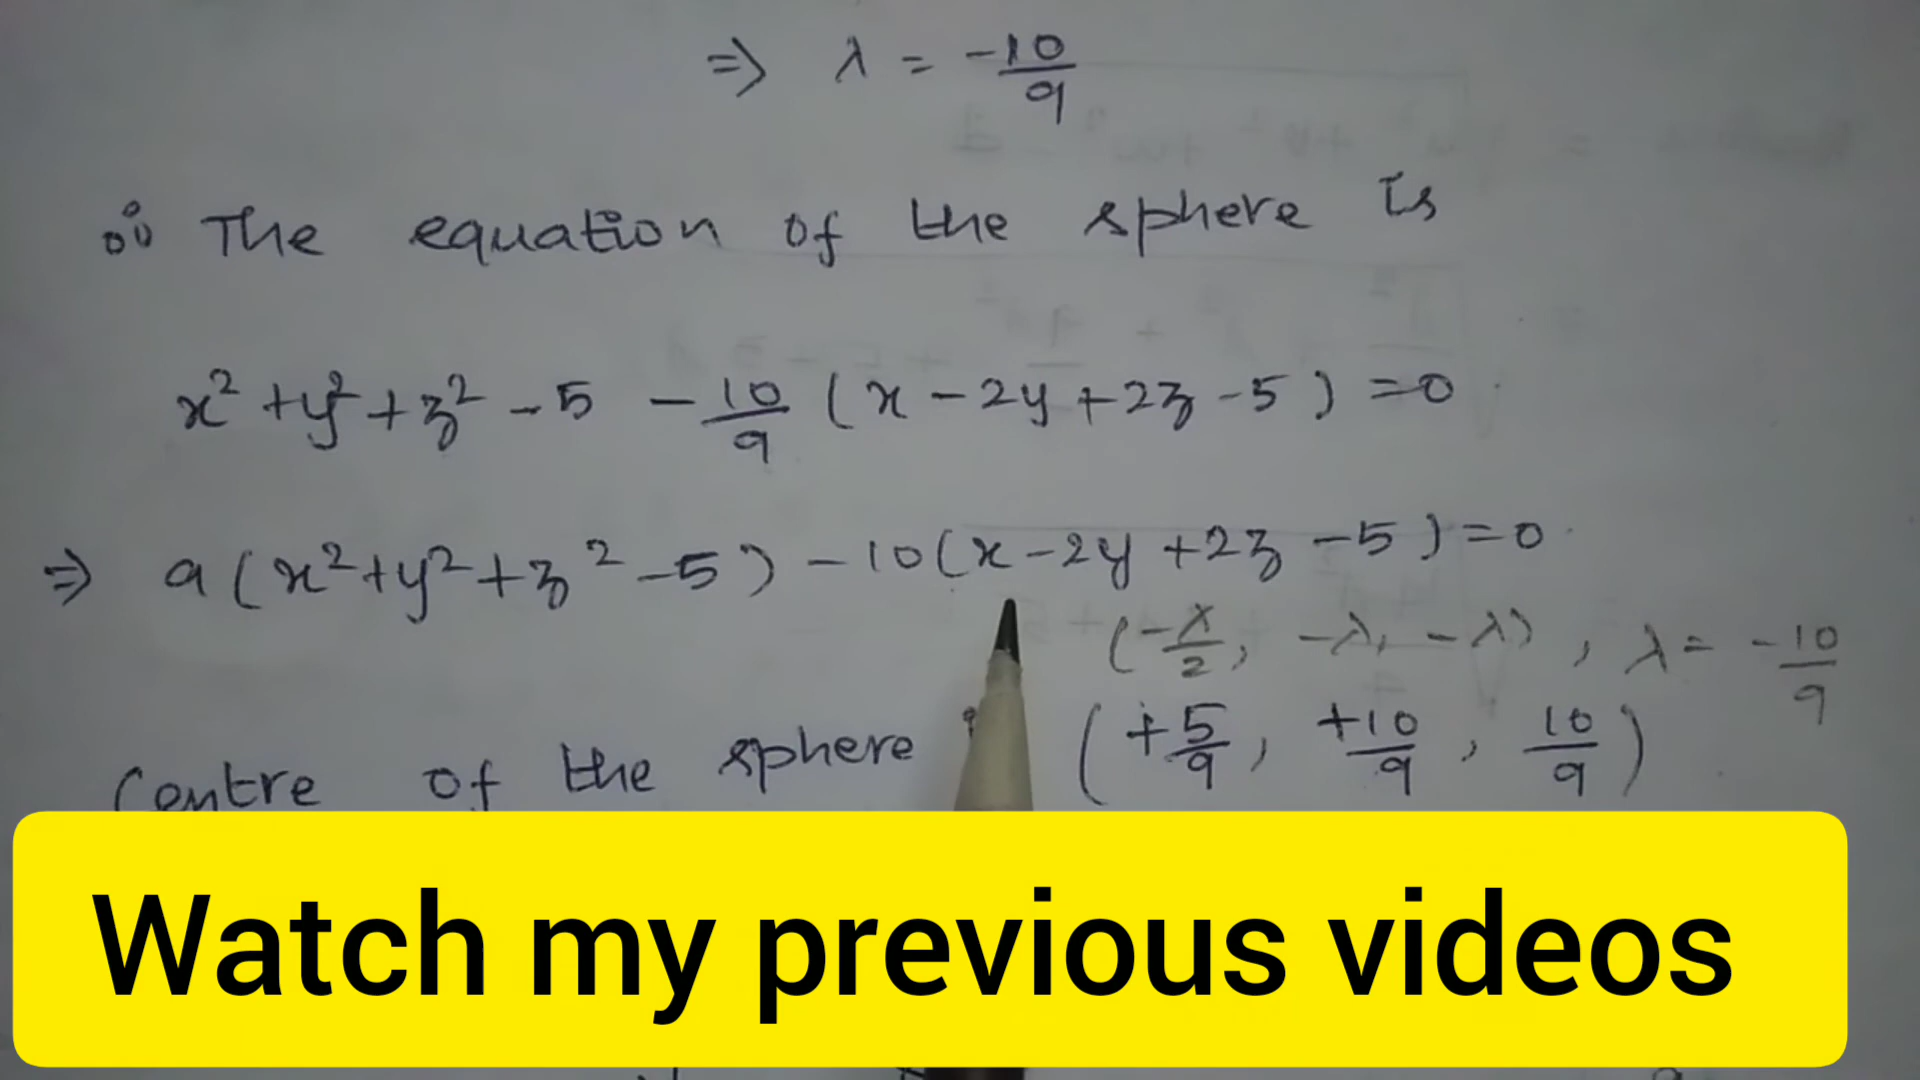 ⇒ λ = -10/9
∴ The equation of the sphere is
x² + y² + z² - 5 - 10/9 (x - 2y + 2z - 5) = 0
⇒ 9(x² + y² + z² - 5) - 10(x - 2y + 2z - 5) = 0
(-λ/2, -λ, -λ), λ = -10/9
Centre of the sphere (+5/9, +10/9, 10/9)
Watch my previous videos